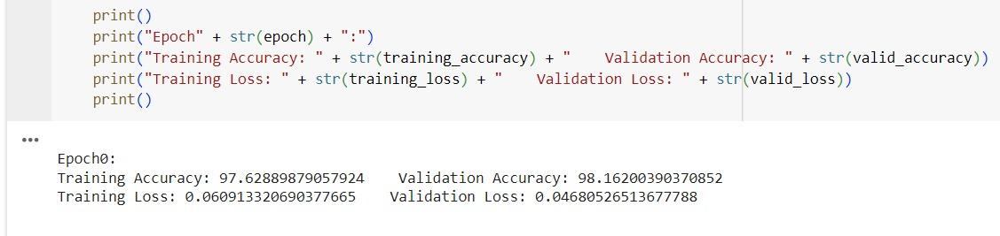 print()
print("Epoch" + str(epoch) + ":")
print("Training Accuracy: " + str(training_accuracy) + "    Validation Accuracy: " + str(valid_accuracy))
print("Training Loss: " + str(training_loss) + "    Validation Loss: " + str(valid_loss))
print()
Epoch0:
Training Accuracy: 97.62889879057924    Validation Accuracy: 98.16200390370852
Training Loss: 0.060913320690377665    Validation Loss: 0.04680526513677788